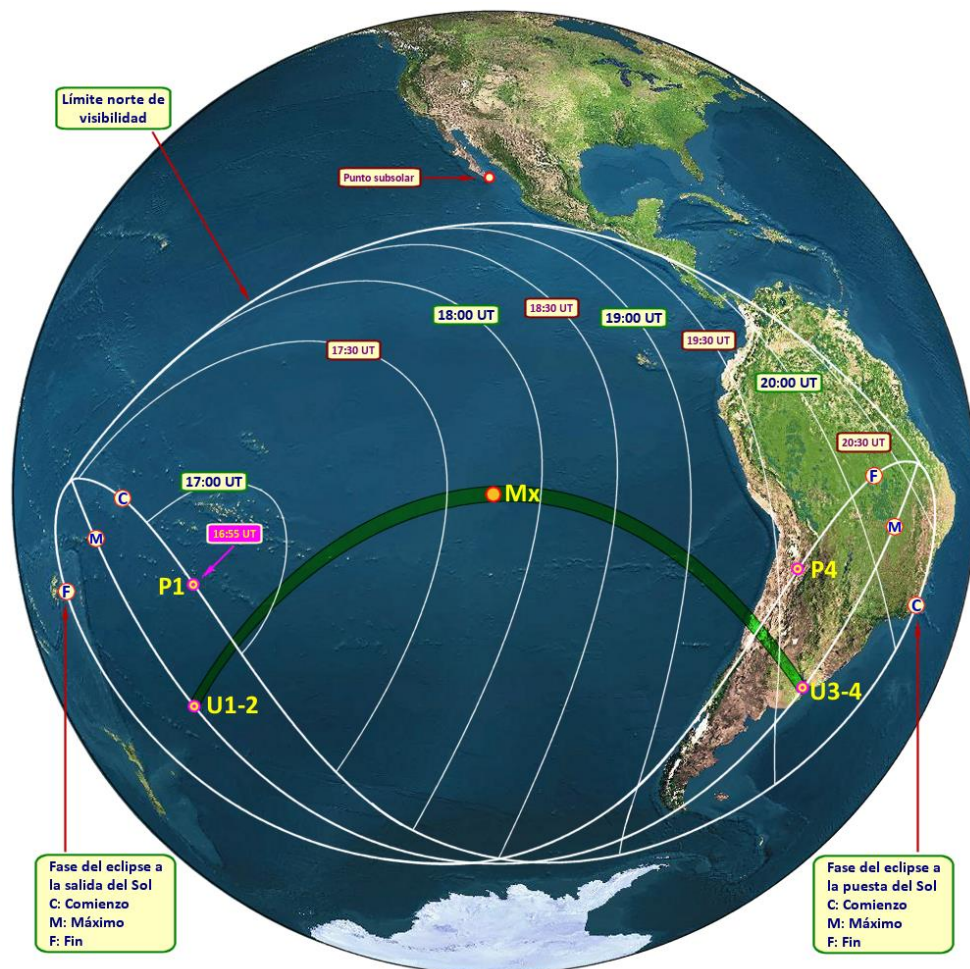 Límite norte de
visibilidad
Punto subsolar
18:30 UT
18:00 UT
19:00 UT
19:30 UT
17:30 UT
20:00 UT
20:30 UT
F
17:00 UT
C
Mx
M
M
16:55 UT
P4
P1
F
C
U3-4
U1-2
Fase del eclipse a
la salida del Sol
C: Comienzo
M: Máximo
F: Fin
Fase del eclipse a
la puesta del Sol
C: Comienzo
M: Máximo
F: Fin